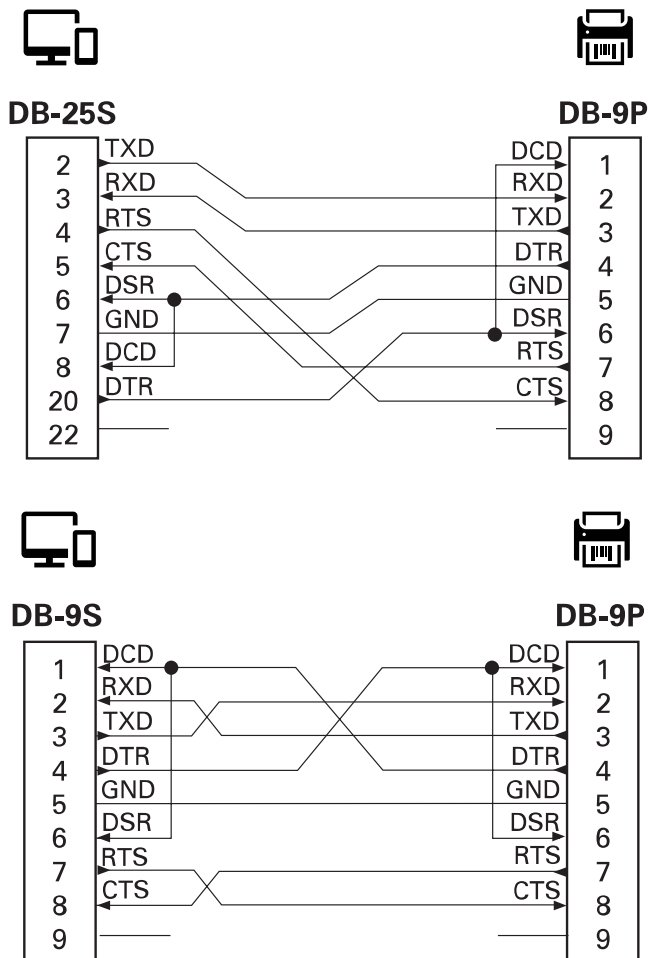 DB-25S DB-9P
2 TXD DCD 1
3 RXD RXD 2
4 RTS TXD 3
5 CTS DTR 4
6 DSR GND 5
7 GND DSR 6
8 DCD RTS 7
20 DTR CTS 8
22 9
DB-9S DB-9P
1 DCD DCD 1
2 RXD RXD 2
3 TXD TXD 3
4 DTR DTR 4
5 GND GND 5
6 DSR DSR 6
7 RTS RTS 7
8 CTS CTS 8
9 9